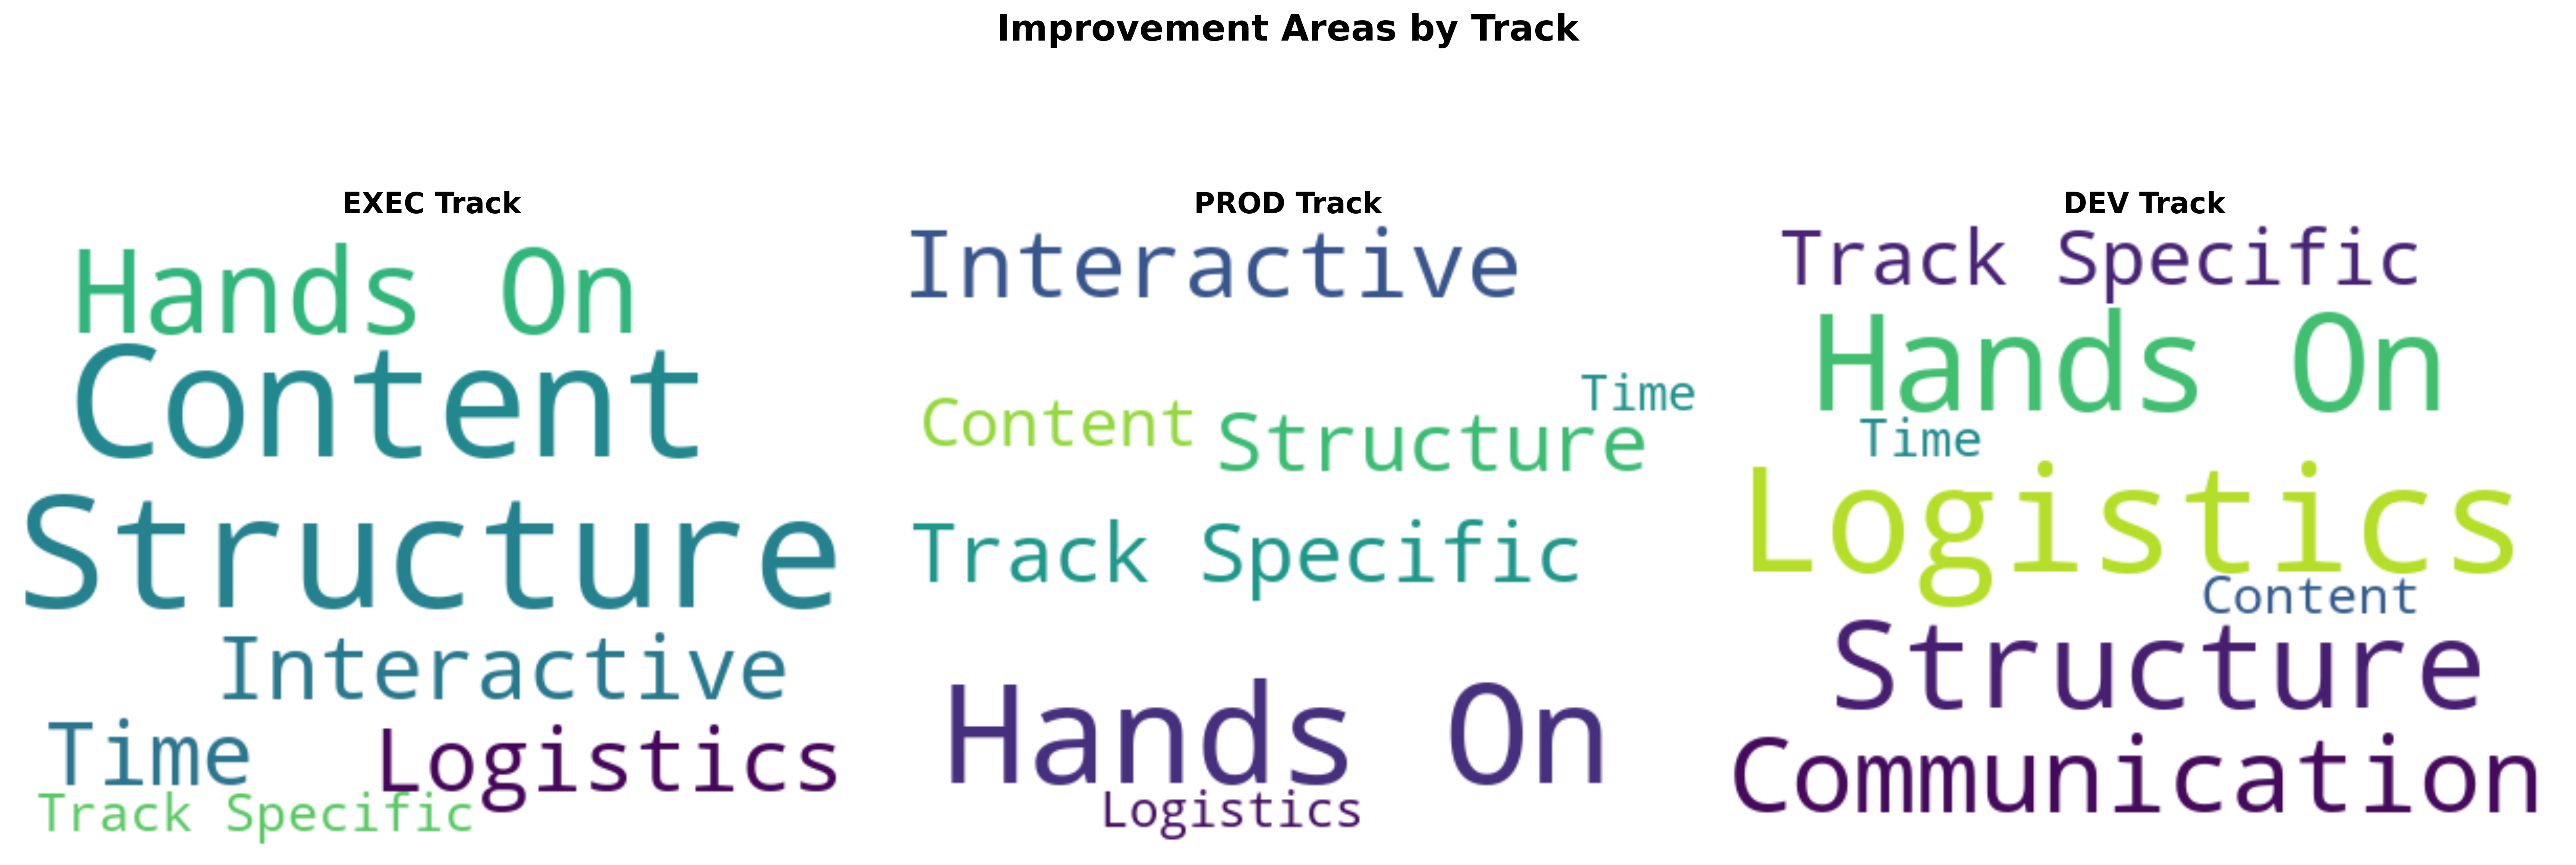 Improvement Areas by Track
EXEC Track
Hands On
Content
Structure
Interactive
Time
Logistics
Track Specific
PROD Track
Interactive
Time
Content
Structure
Track Specific
Hands On
Logistics
DEV Track
Track Specific
Hands On
Time
Logistics
Content
Structure
Communication